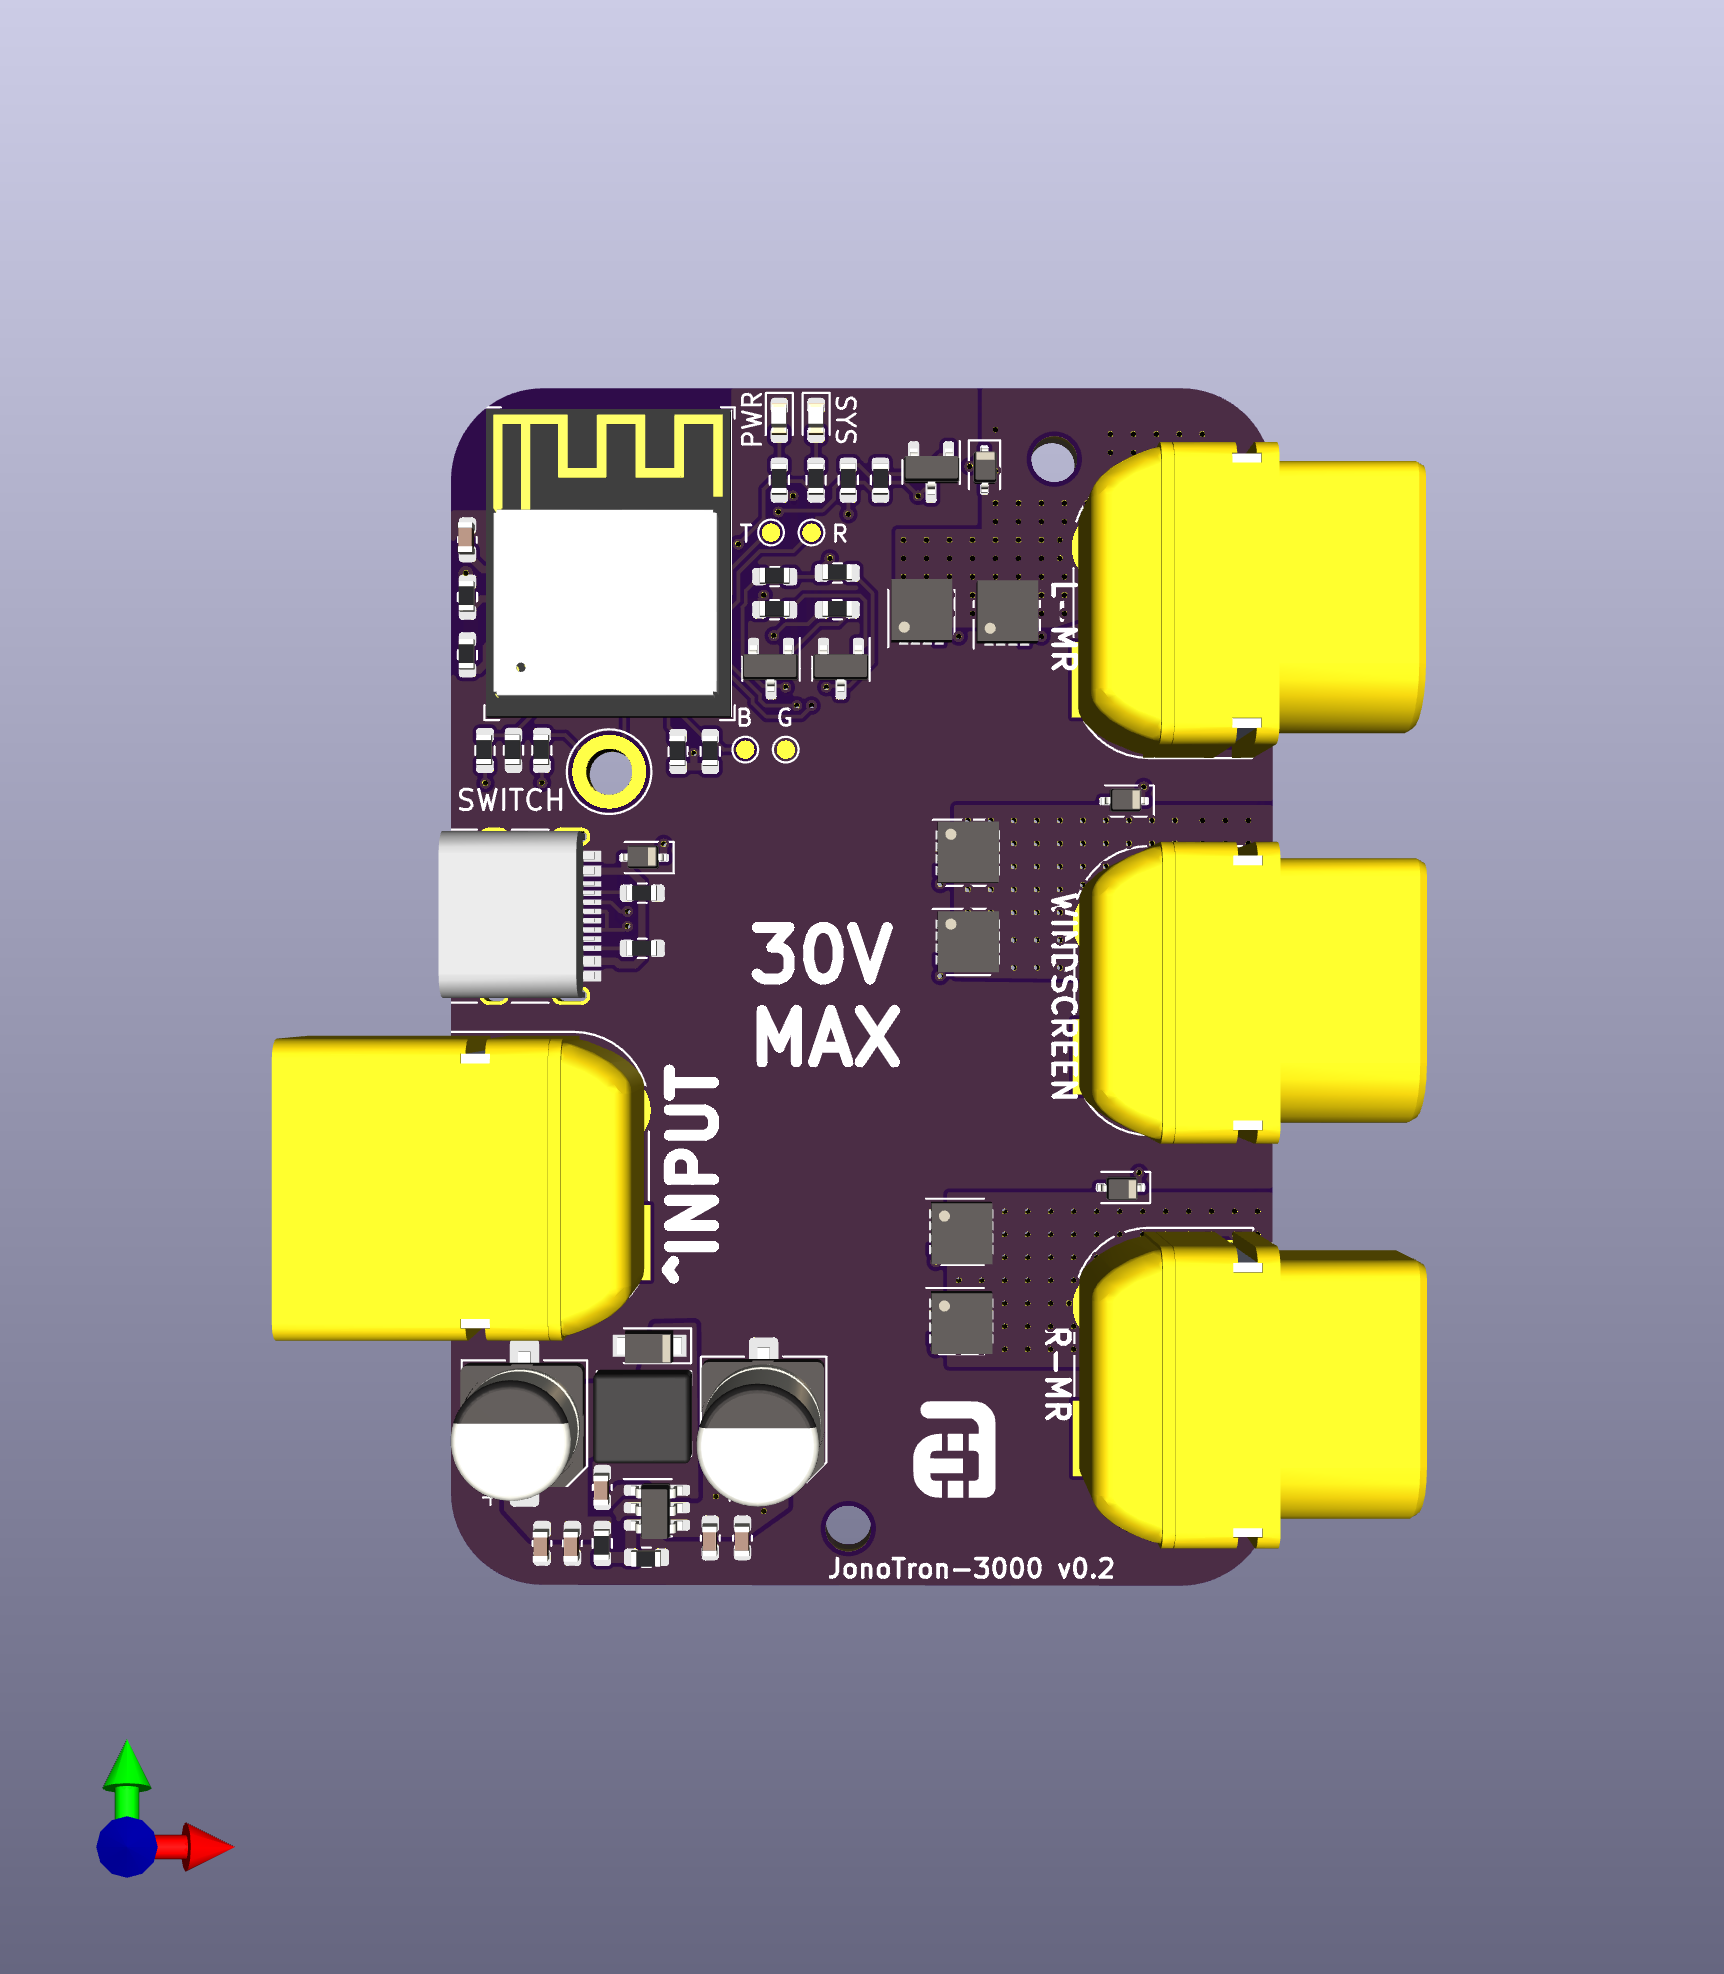 PWR
SYS
T R
L-MR
B G
SWITCH
30V
MAX
WINDSCREEN
^INPUT
R-MR
+
JonoTron-3000 v0.2